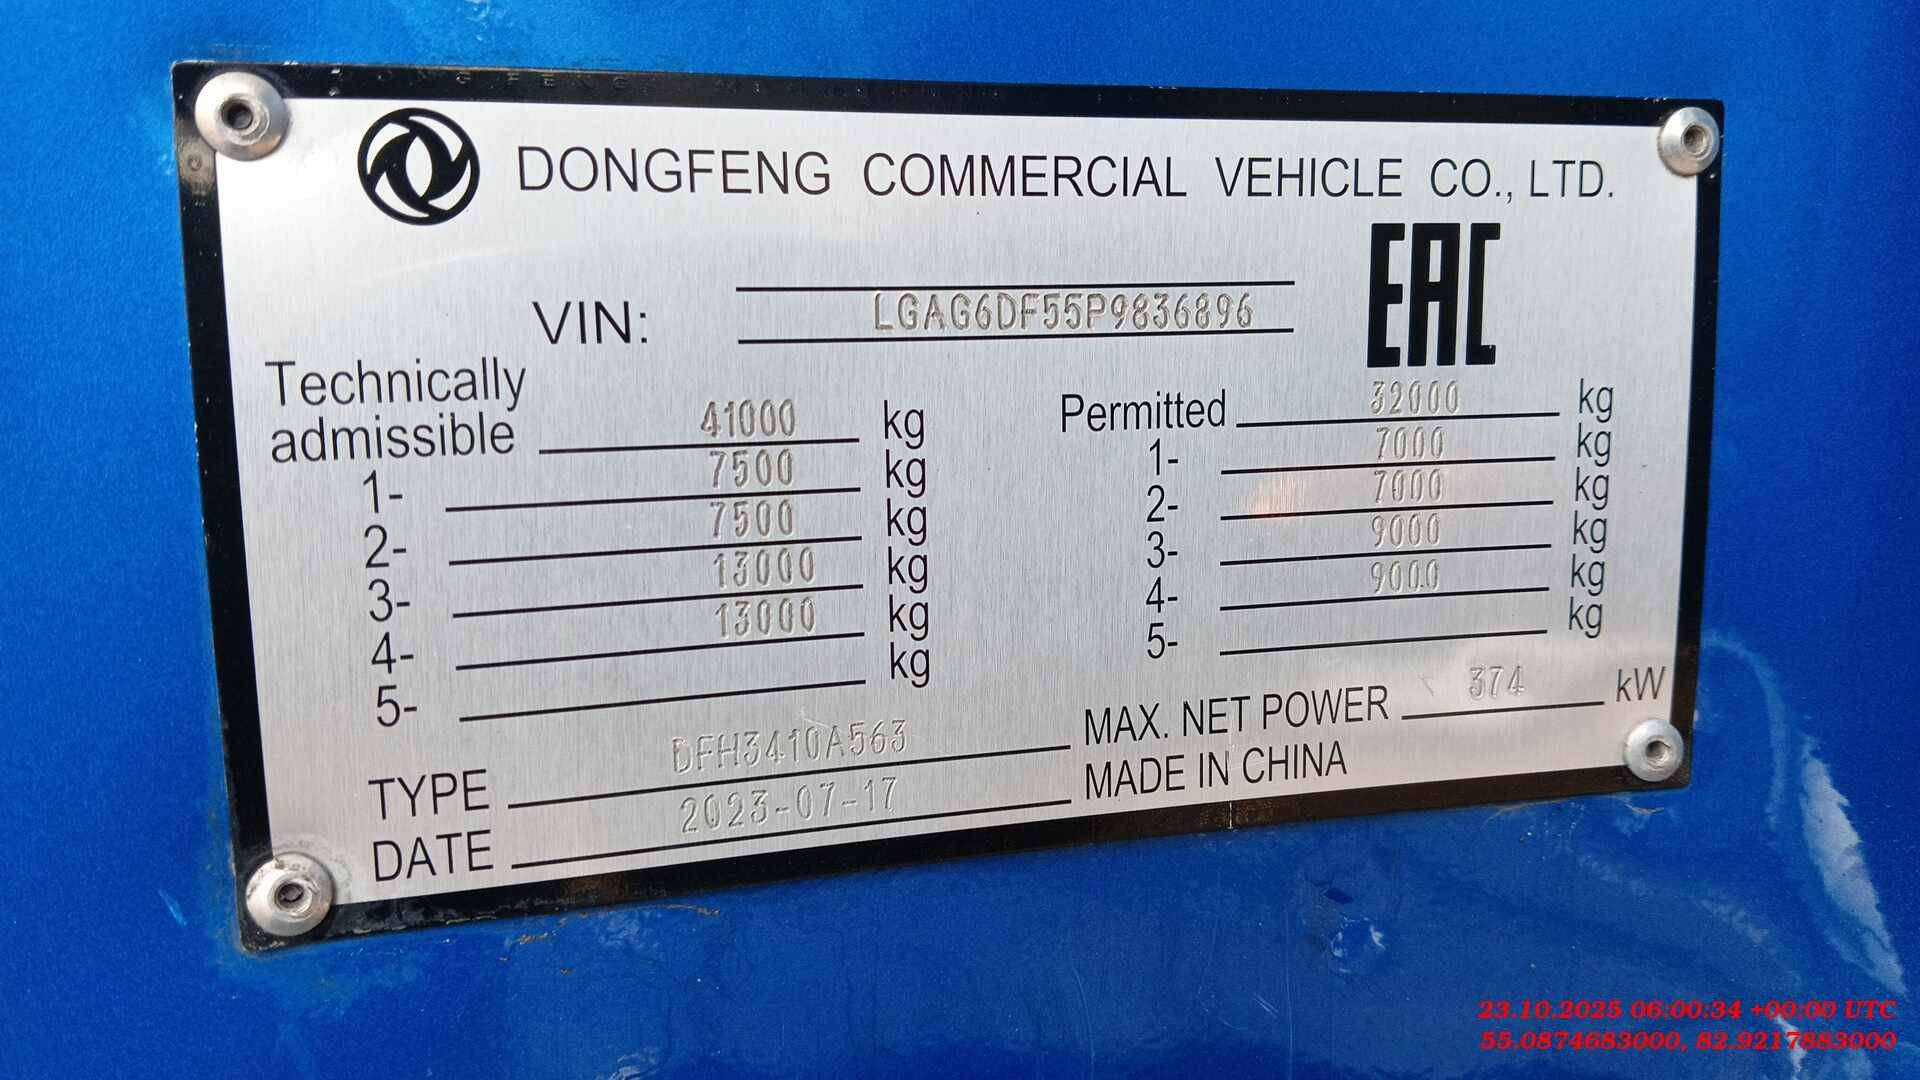 DONGFENG
DONGFENG COMMERCIAL VEHICLE CO., LTD.
EAC
VIN: LGAG6DF55P9836896
Technically
admissible 41000 kg
1- 7500 kg
2- 7500 kg
3- 13000 kg
4- 13000 kg
5- kg
Permitted 32000 kg
1- 7000 kg
2- 7000 kg
3- 9000 kg
4- 9000 kg
5- kg
TYPE DFH3410A563
DATE 2023-07-17
MAX. NET POWER 374 kW
MADE IN CHINA
23.10.2025 06:00:34 +00:00 UTC
55.0874683000, 82.9217883000